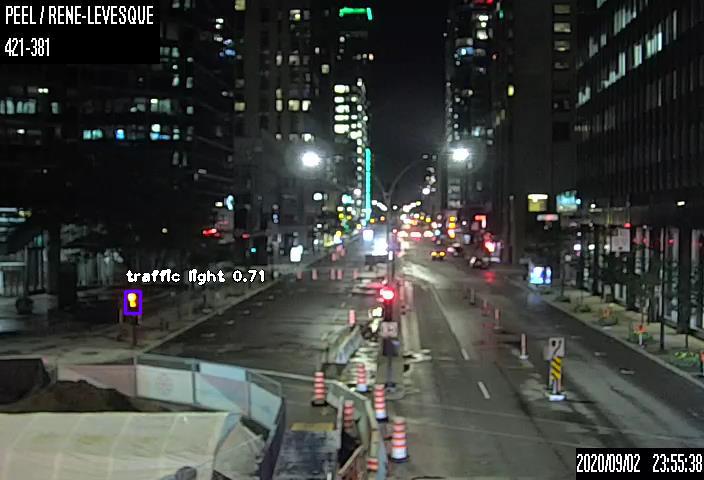 PEEL / RENE-LEVESQUE
421-381
traffic light 0.71
2020/09/02 23:55:38